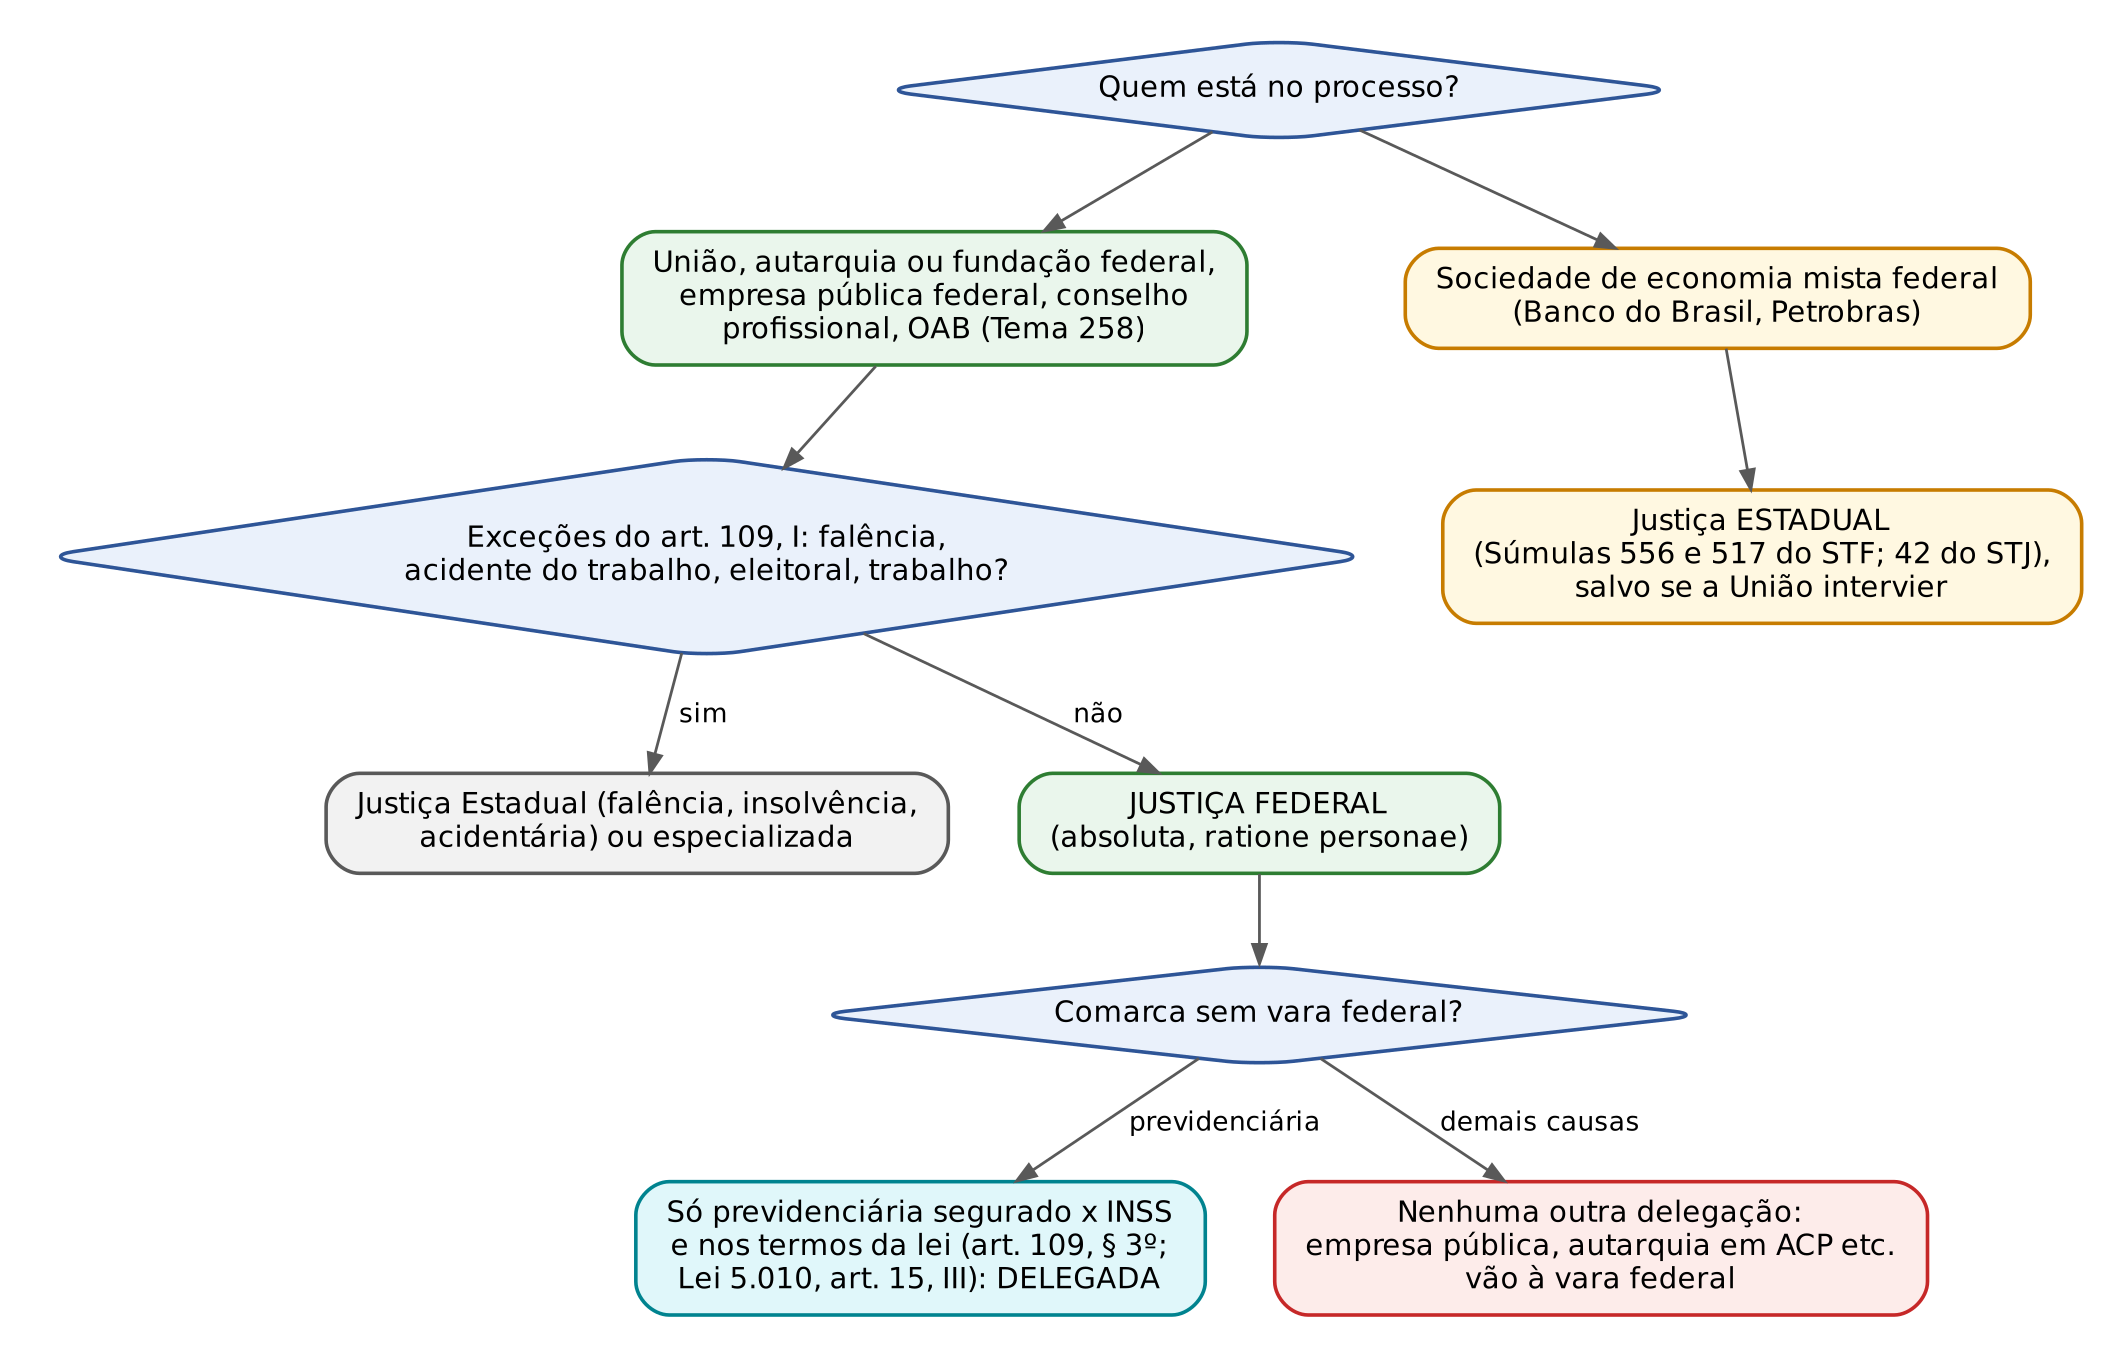 Quem está no processo?
União, autarquia ou fundação federal,
empresa pública federal, conselho
profissional, OAB (Tema 258)
Sociedade de economia mista federal
(Banco do Brasil, Petrobras)
Exceções do art. 109, I: falência,
acidente do trabalho, eleitoral, trabalho?
Justiça ESTADUAL
(Súmulas 556 e 517 do STF; 42 do STJ),
salvo se a União intervier
sim
não
Justiça Estadual (falência, insolvência,
acidentária) ou especializada
JUSTIÇA FEDERAL
(absoluta, ratione personae)
Comarca sem vara federal?
previdenciária
demais causas
Só previdenciária segurado x INSS
e nos termos da lei (art. 109, § 3º;
Lei 5.010, art. 15, III): DELEGADA
Nenhuma outra delegação:
empresa pública, autarquia em ACP etc.
vão à vara federal